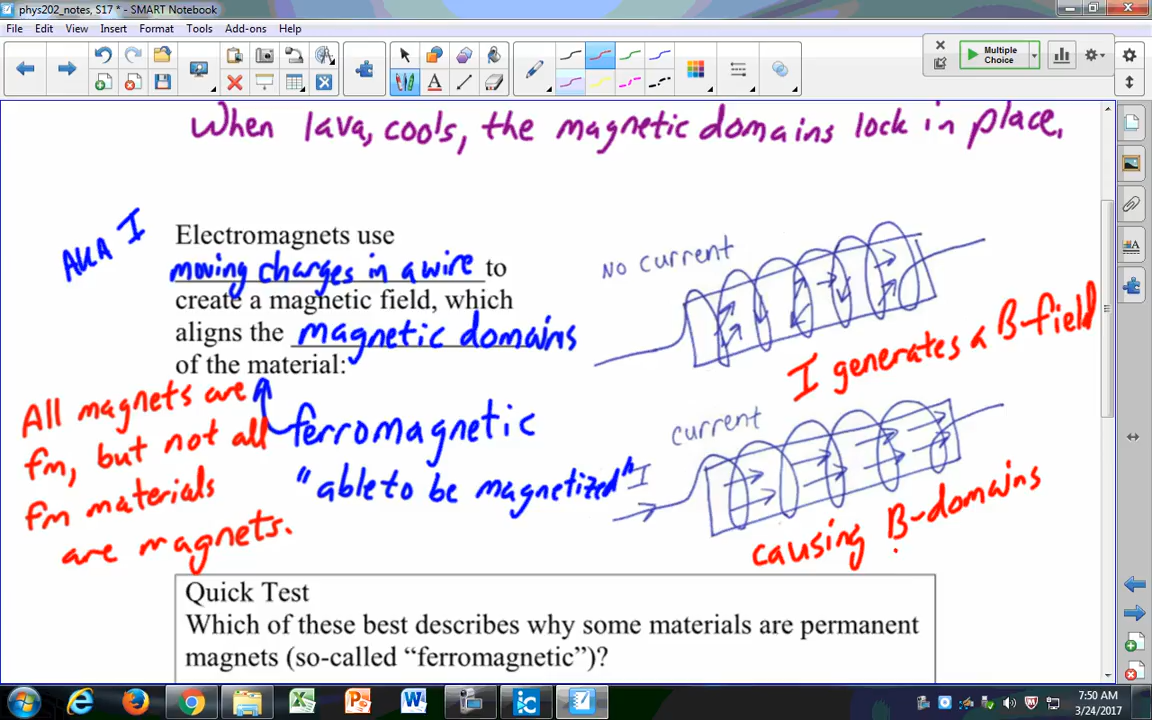 phys202_notes, S17 * - SMART Notebook
File Edit View Insert Format Tools Add-ons Help
Multiple
Choice
When lava, cools, the magnetic domains lock in place.
AKA I
Electromagnets use
moving charges in a wire to
create a magnetic field, which
aligns the magnetic domains
of the material:
No current
I generates a B-field
All magnets are
fm, but not all
fm materials
are magnets.
ferromagnetic
"able to be magnetized"
current
I
causing B-domains
Quick Test
Which of these best describes why some materials are permanent
magnets (so-called “ferromagnetic”)?
7:50 AM
3/24/2017